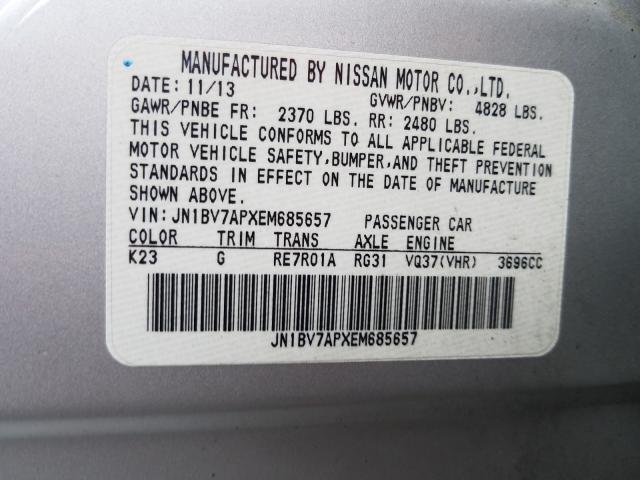 MANUFACTURED BY NISSAN MOTOR CO.,LTD.
DATE: 11/13 GVWR/PNBV: 4828 LBS.
GAWR/PNBE FR: 2370 LBS. RR: 2480 LBS.
THIS VEHICLE CONFORMS TO ALL APPLICABLE FEDERAL
MOTOR VEHICLE SAFETY,BUMPER,AND THEFT PREVENTION
STANDARDS IN EFFECT ON THE DATE OF MANUFACTURE
SHOWN ABOVE.
VIN:JN1BV7APXEM685657 PASSENGER CAR
COLOR TRIM TRANS AXLE ENGINE
K23 G RE7R01A RG31 VQ37(VHR) 3696CC
JN1BV7APXEM685657